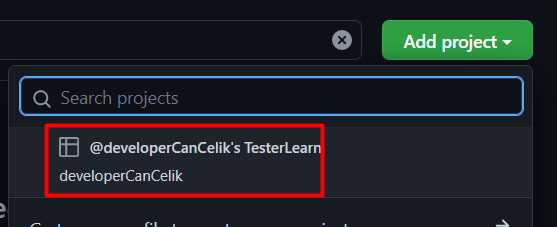 Add project
Search projects
@developerCanCelik's TesterLearn
developerCanCelik